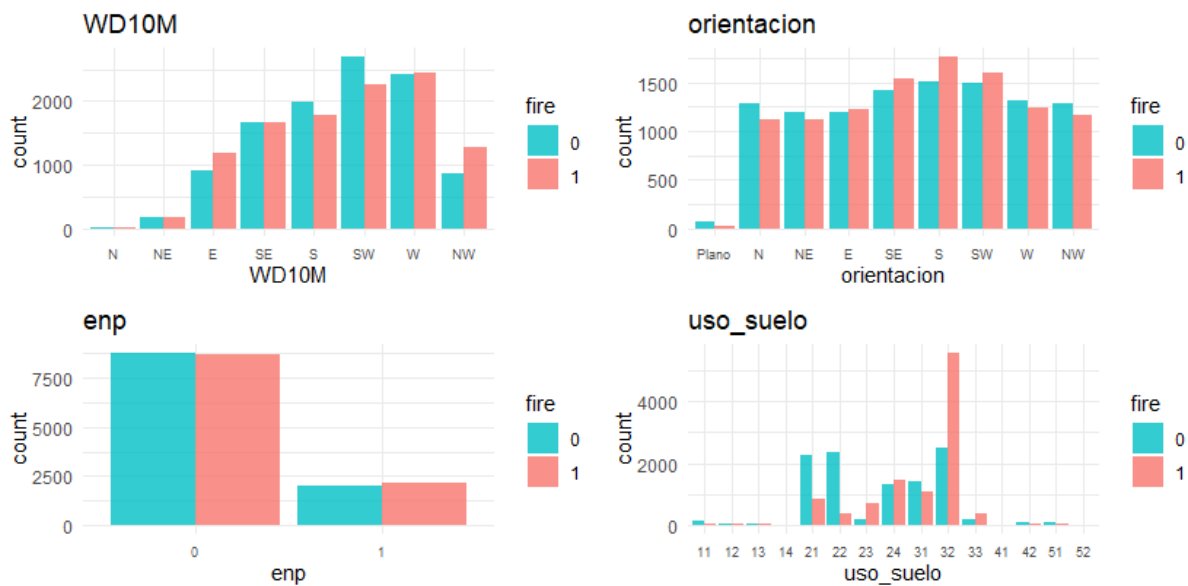 WD10M
count
2000
1000
0
N NE E SE S SW W NW
WD10M
fire
0
1
orientacion
count
1500
1000
500
0
Plano N NE E SE S SW W NW
orientacion
fire
0
1
enp
count
7500
5000
2500
0
0 1
enp
fire
0
1
uso_suelo
count
4000
2000
0
11 12 13 14 21 22 23 24 31 32 33 41 42 51 52
uso_suelo
fire
0
1